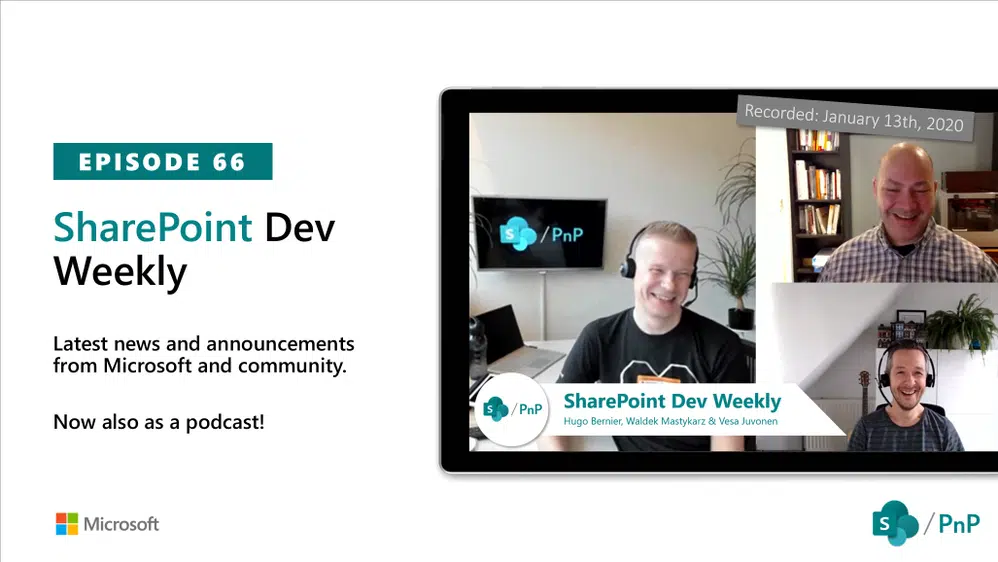 EPISODE 66
SharePoint Dev
Weekly
Latest news and announcements
from Microsoft and community.
Now also as a podcast!
Microsoft
Recorded: January 13th, 2020
S / PnP
S / PnP
SharePoint Dev Weekly
Hugo Bernier, Waldek Mastykarz & Vesa Juvonen
S / PnP